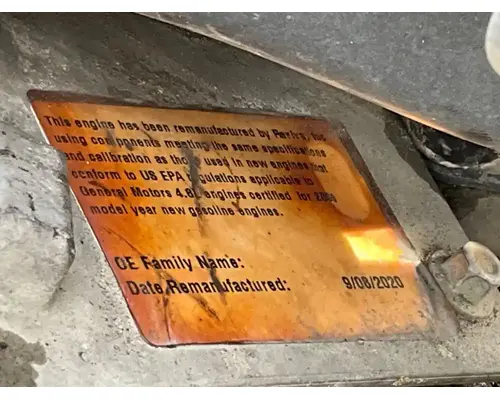 This engine has been remanufactured by for
using components meeting the same specifications
and calibration as those used in new engines that
conform to US EPA regulations applicable to
General Motors 4.8L engines certified for
model year new gasoline engines.
OE Family Name:
Date Remanufactured: 9/08/2020